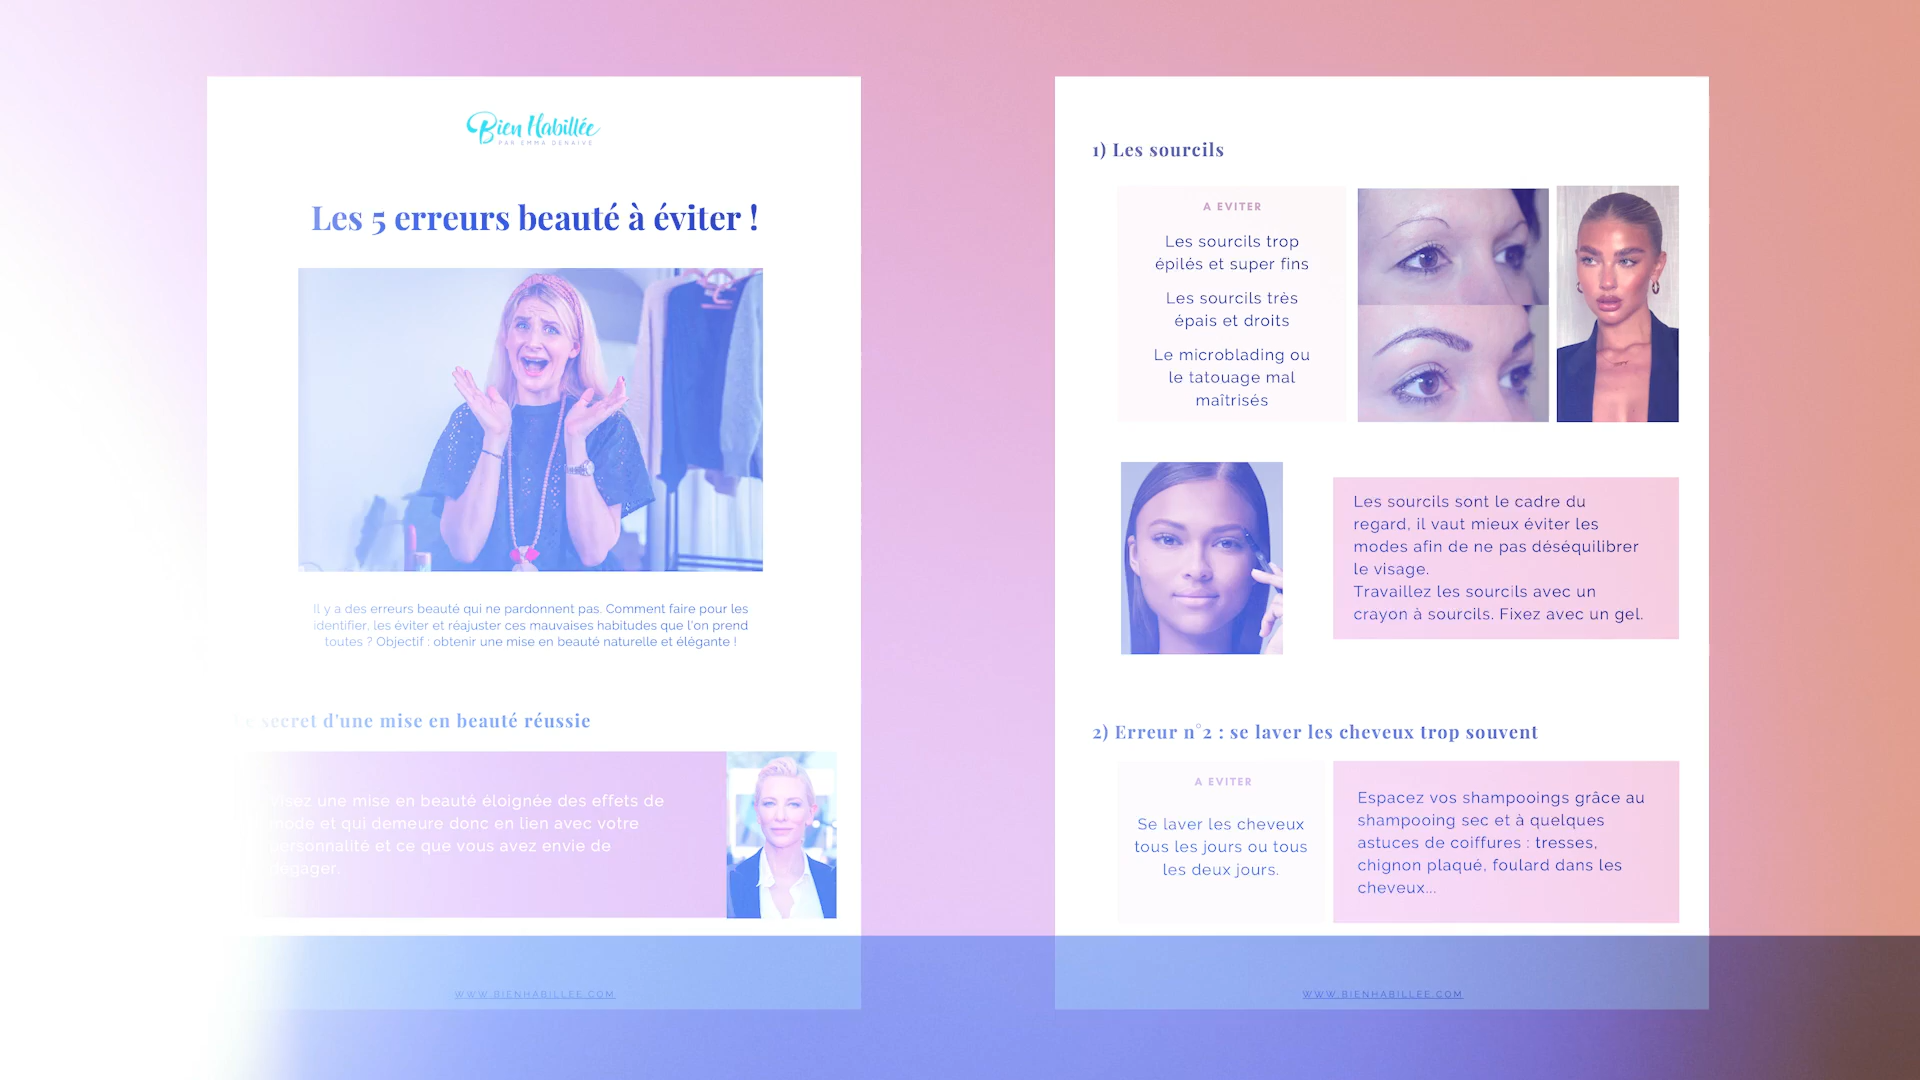 Bien Habillée
PAR EMMA DENAIVE
Les 5 erreurs beauté à éviter !
Il y a des erreurs beauté qui ne pardonnent pas. Comment faire pour les
identifier, les éviter et réajuster ces mauvaises habitudes que l'on prend
toutes ? Objectif : obtenir une mise en beauté naturelle et élégante !
secret d'une mise en beauté réussie
Visez une mise en beauté éloignée des effets de
mode et qui demeure donc en lien avec votre
personnalité et ce que vous avez envie de
dégager.
WWW.BIENHABILLEE.COM
1) Les sourcils
A EVITER
Les sourcils trop
épilés et super fins
Les sourcils très
épais et droits
Le microblading ou
le tatouage mal
maîtrisés
Les sourcils sont le cadre du
regard, il vaut mieux éviter les
modes afin de ne pas déséquilibrer
le visage.
Travaillez les sourcils avec un
crayon à sourcils. Fixez avec un gel.
2) Erreur n°2 : se laver les cheveux trop souvent
A EVITER
Se laver les cheveux
tous les jours ou tous
les deux jours.
Espacez vos shampooings grâce au
shampooing sec et à quelques
astuces de coiffures : tresses,
chignon plaqué, foulard dans les
cheveux...
WWW.BIENHABILLEE.COM